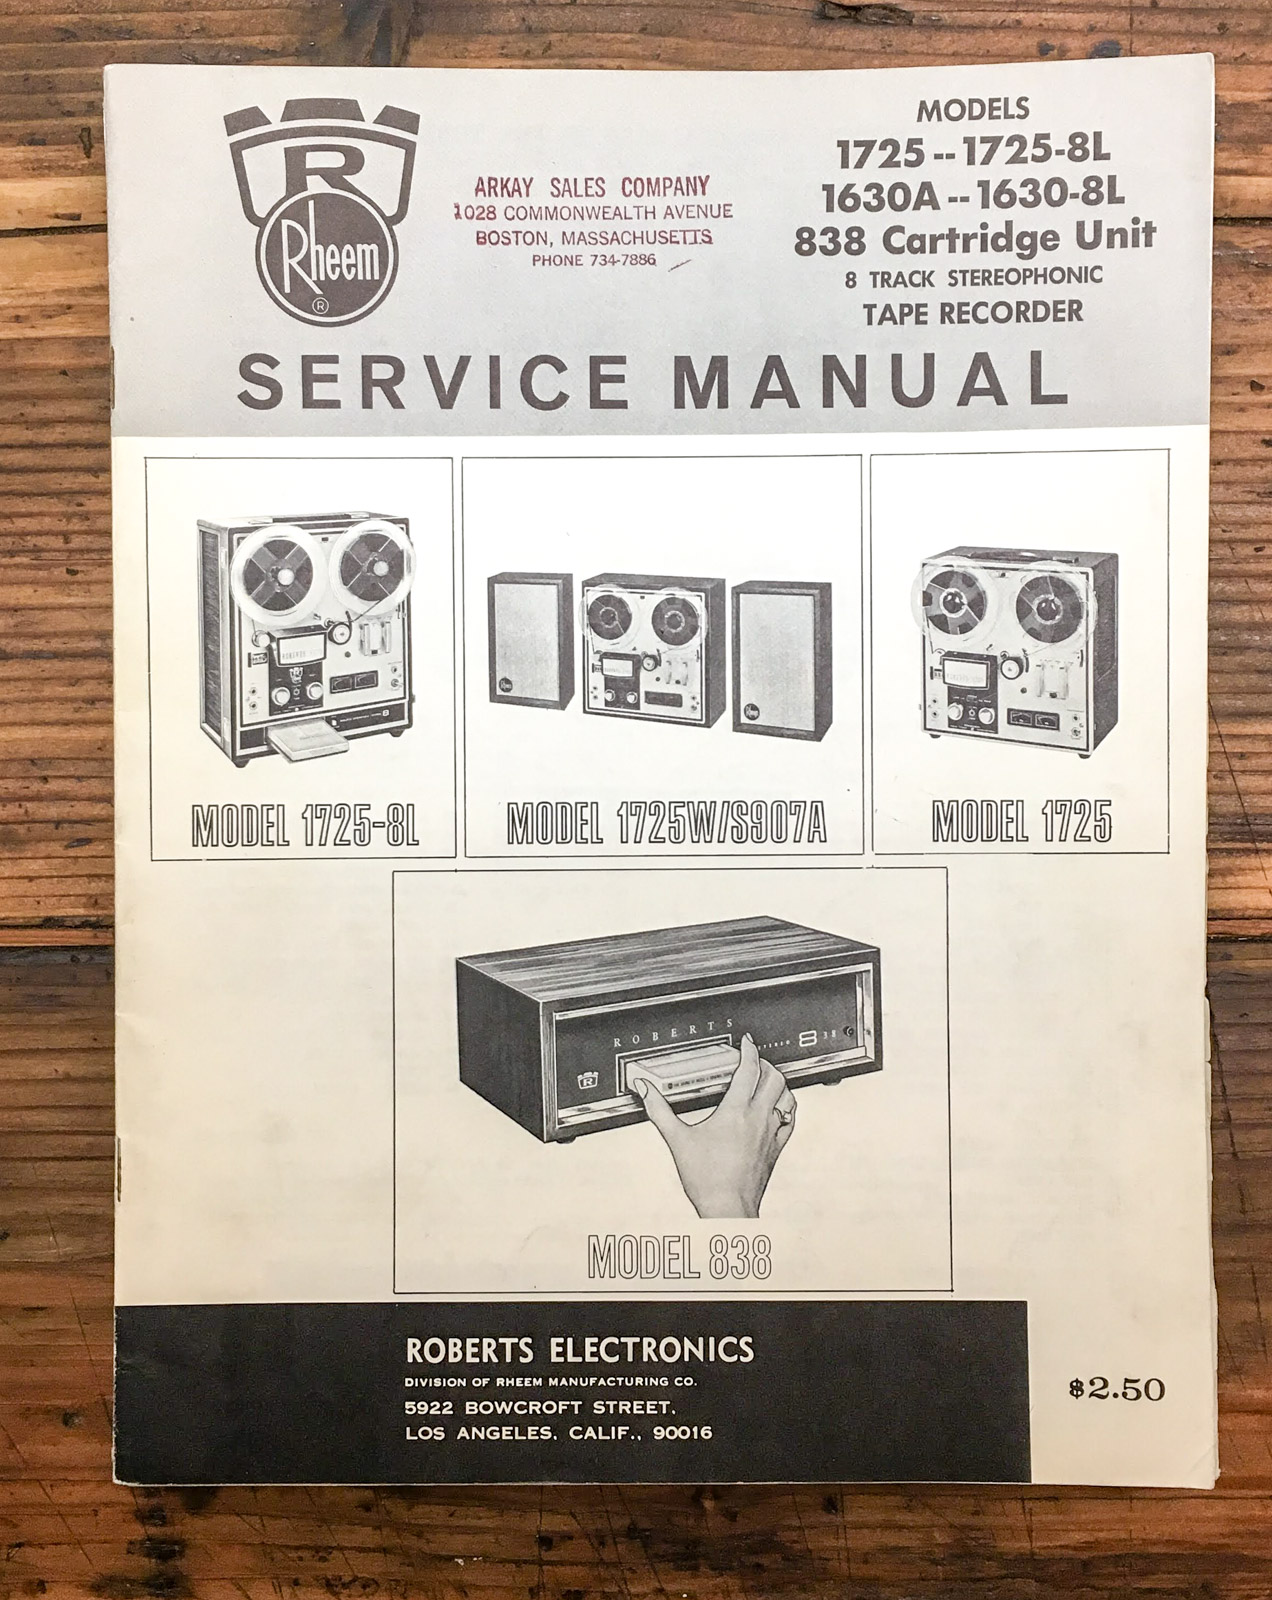 R
Rheem
®
ARKAY SALES COMPANY
1028 COMMONWEALTH AVENUE
BOSTON, MASSACHUSETTS
PHONE 734-7886
MODELS
1725 -- 1725-8L
1630A -- 1630-8L
838 Cartridge Unit
8 TRACK STEREOPHONIC
TAPE RECORDER
SERVICE MANUAL
MODEL 1725-8L
MODEL 1725W/S907A
MODEL 1725
ROBERTS
STEREO 8 38
R
MODEL 838
ROBERTS ELECTRONICS
DIVISION OF RHEEM MANUFACTURING CO.
5922 BOWCROFT STREET,
LOS ANGELES, CALIF., 90016
$2.50